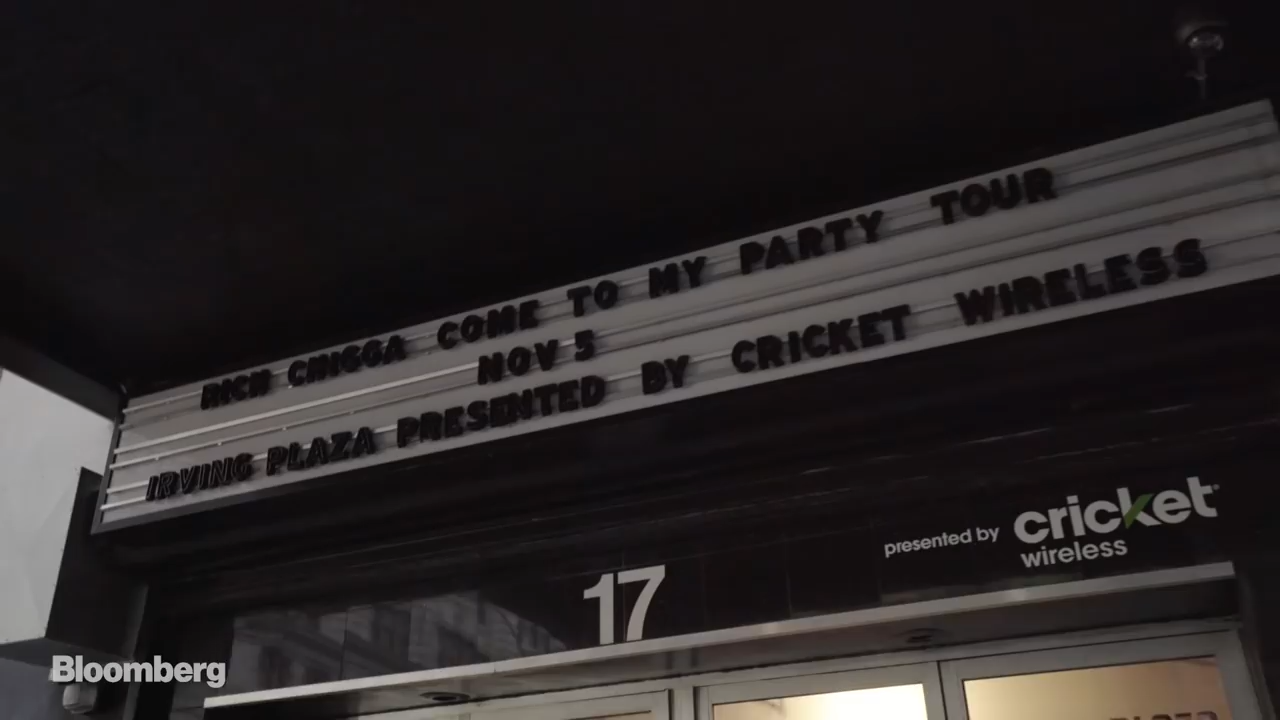 RICH CHIGGA COME TO MY PARTY TOUR
NOV 5
IRVING PLAZA PRESENTED BY CRICKET WIRELESS
presented by cricket
wireless
17
Bloomberg